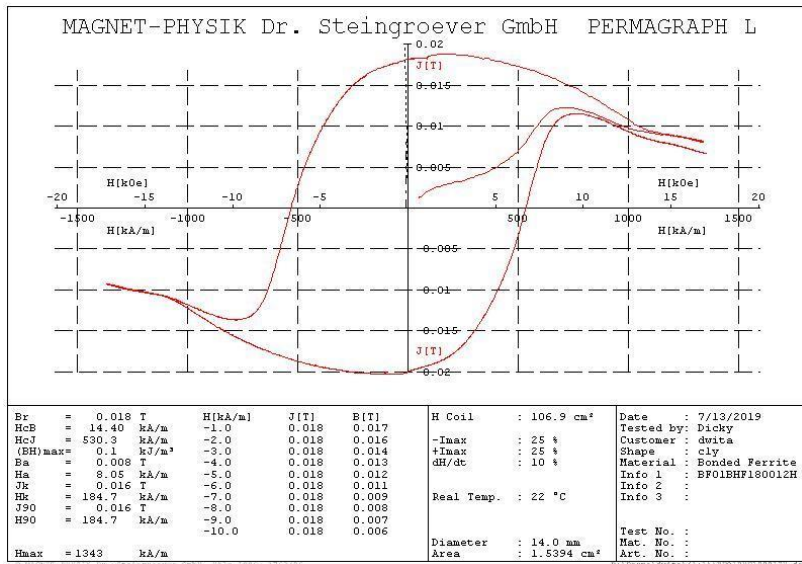 MAGNET-PHYSIK Dr. Steingroever GmbH PERMAGRAPH L
0.02
J[T]
0.015
0.01
0.005
H[kOe] H[kOe]
-20 -15 -10 -5 5 10 15 20
-1500 -1000 -500 0 500 1000 1500
H[kA/m] H[kA/m]
0.005
0.01
0.015
J[T]
0.02
Br = 0.018 T
HcB = 14.40 kA/m
HcJ = 530.3 kA/m
(BH)max= 0.1 kJ/m³
Ba = 0.008 T
Ha = 8.05 kA/m
Jk = 0.016 T
Hk = 184.7 kA/m
J90 = 0.016 T
H90 = 184.7 kA/m
Hmax =1343 kA/m
H[kA/m] J[T] B[T]
-1.0 0.018 0.017
-2.0 0.018 0.016
-3.0 0.018 0.014
-4.0 0.018 0.013
-5.0 0.018 0.012
-6.0 0.018 0.011
-7.0 0.018 0.009
-8.0 0.018 0.008
-9.0 0.018 0.007
-10.0 0.018 0.006
H Coil : 106.9 cm²
-Imax : 25 %
+Imax : 25 %
dH/dt : 10 %
Real Temp. : 22 °C
Diameter : 14.0 mm
Area : 1.5394 cm²
Date : 7/13/2019
Tested by: Dicky
Customer : dwita
Shape : cly
Material : Bonded Ferrite
Info 1 : BF01BHF180012H
Info 2 :
Info 3 :
Test No. :
Mat. No. :
Art. No. :